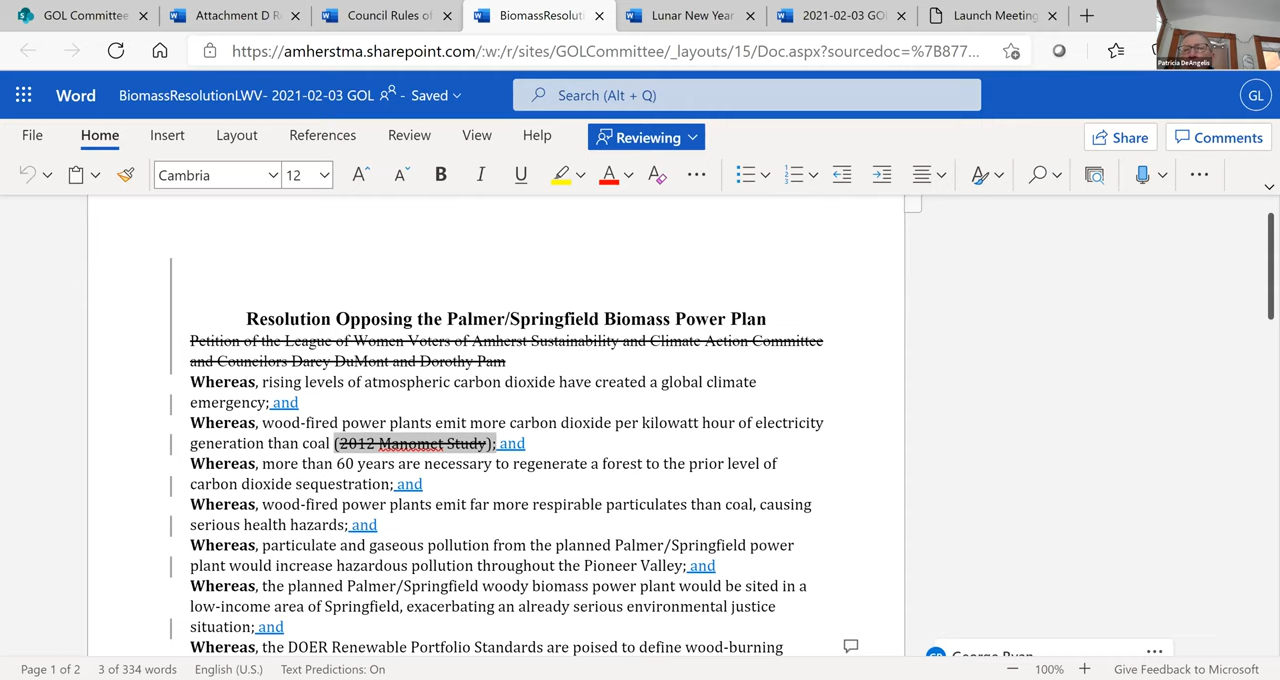 GOL Committee
Attachment D R
Council Rules of
BiomassResoluti
Lunar New Year
2021-02-03 GO
Launch Meeting
https://amherstma.sharepoint.com/:w:/r/sites/GOLCommittee/_layouts/15/Doc.aspx?sourcedoc=%7B877...
Patricia DeAngelis
Word
BiomassResolutionLWV- 2021-02-03 GOL - Saved
Search (Alt + Q)
GL
File
Home
Insert
Layout
References
Review
View
Help
Reviewing
Share
Comments
Cambria
12
Resolution Opposing the Palmer/Springfield Biomass Power Plan
Petition of the League of Women Voters of Amherst Sustainability and Climate Action Committee
and Councilors Darcy DuMont and Dorothy Pam
Whereas, rising levels of atmospheric carbon dioxide have created a global climate
emergency; and
Whereas, wood-fired power plants emit more carbon dioxide per kilowatt hour of electricity
generation than coal (2012 Manomet Study); and
Whereas, more than 60 years are necessary to regenerate a forest to the prior level of
carbon dioxide sequestration; and
Whereas, wood-fired power plants emit far more respirable particulates than coal, causing
serious health hazards; and
Whereas, particulate and gaseous pollution from the planned Palmer/Springfield power
plant would increase hazardous pollution throughout the Pioneer Valley; and
Whereas, the planned Palmer/Springfield woody biomass power plant would be sited in a
low-income area of Springfield, exacerbating an already serious environmental justice
situation; and
Whereas, the DOER Renewable Portfolio Standards are poised to define wood-burning
George Ryan
Page 1 of 2
3 of 334 words
English (U.S.)
Text Predictions: On
100%
Give Feedback to Microsoft